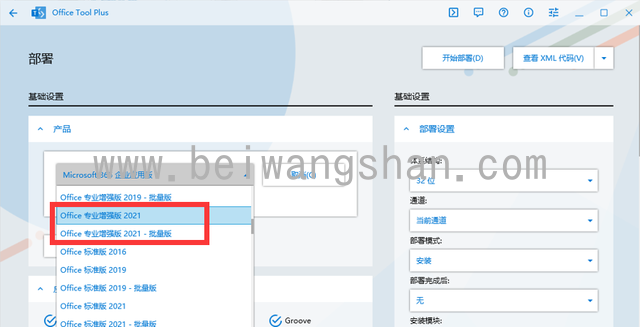 Office Tool Plus
部署
开始部署(D)
查看 XML 代码(V)
基础设置
基础设置
产品
部署设置
www.beiwangshan.com
Microsoft 365 企业应用版
Office 专业增强版 2019 - 批量版
Office 专业增强版 2021
Office 专业增强版 2021 - 批量版
Office 标准版 2016
Office 标准版 2019
Office 标准版 2019 - 批量版
Office 标准版 2021
Office 标准版 2021 - 批量版
Groove
32 位
通道:
当前通道
部署模式:
安装
部署完成后:
无
安装模块: